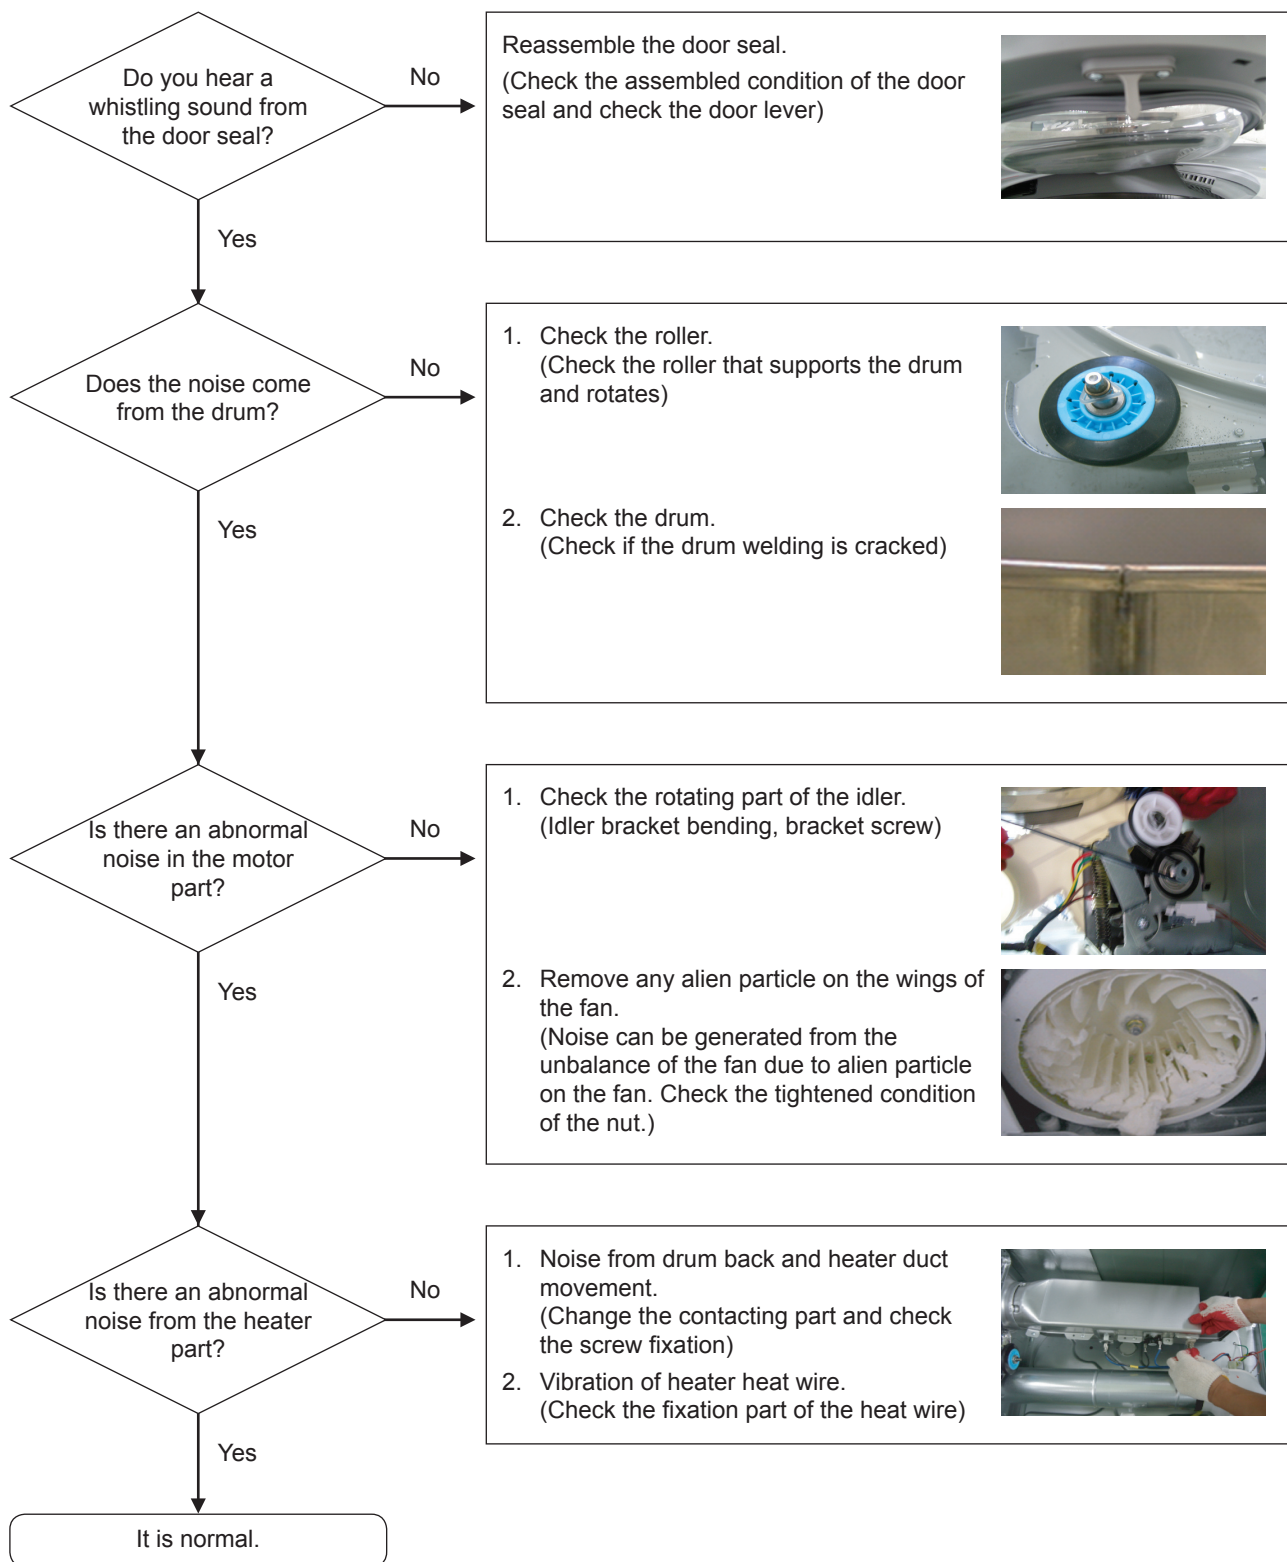 Do you hear a
whistling sound from
the door seal?
No
Reassemble the door seal.
(Check the assembled condition of the door
seal and check the door lever)
Yes
Does the noise come
from the drum?
No
1. Check the roller.
(Check the roller that supports the drum
and rotates)
2. Check the drum.
(Check if the drum welding is cracked)
Yes
Is there an abnormal
noise in the motor
part?
No
1. Check the rotating part of the idler.
(Idler bracket bending, bracket screw)
2. Remove any alien particle on the wings of
the fan.
(Noise can be generated from the
unbalance of the fan due to alien particle
on the fan. Check the tightened condition
of the nut.)
Yes
Is there an abnormal
noise from the heater
part?
No
1. Noise from drum back and heater duct
movement.
(Change the contacting part and check
the screw fixation)
2. Vibration of heater heat wire.
(Check the fixation part of the heat wire)
Yes
It is normal.